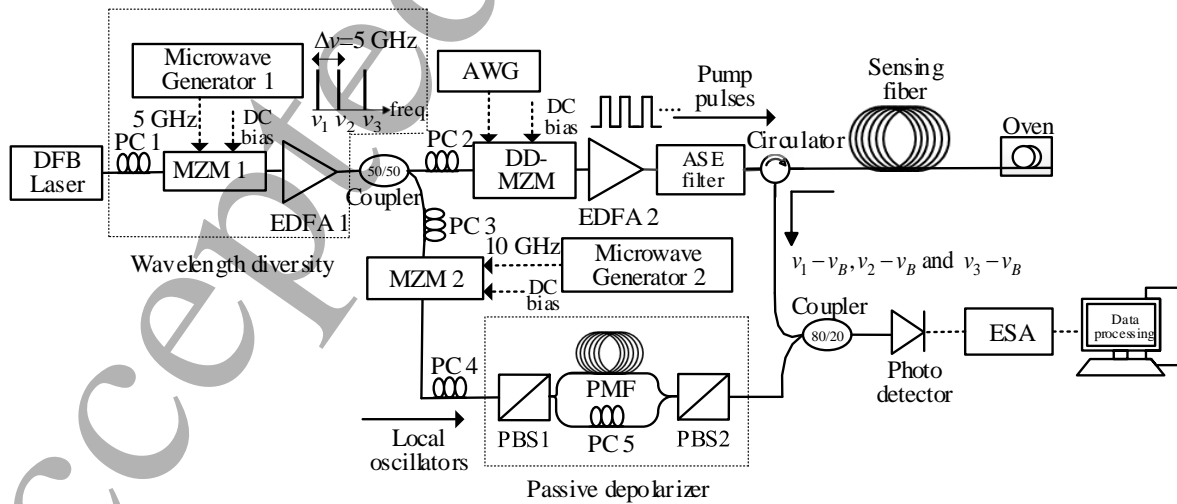 Accepted
Microwave
Generator 1
Δv=5 GHz
v1 v2 v3
freq
5 GHz
DC
bias
PC 1
DFB
Laser
MZM 1
EDFA 1
Wavelength diversity
50/50
Coupler
PC 2
AWG
DC
bias
DD-
MZM
EDFA 2
Pump
pulses
ASE
filter
Circulator
Sensing
fiber
Oven
PC 3
10 GHz
MZM 2
Microwave
Generator 2
DC
bias
v1 − vB, v2 − vB and v3 − vB
Coupler
80/20
Photo
detector
ESA
Data
processing
PC 4
Local
oscillators
PBS1
PMF
PC 5
PBS2
Passive depolarizer